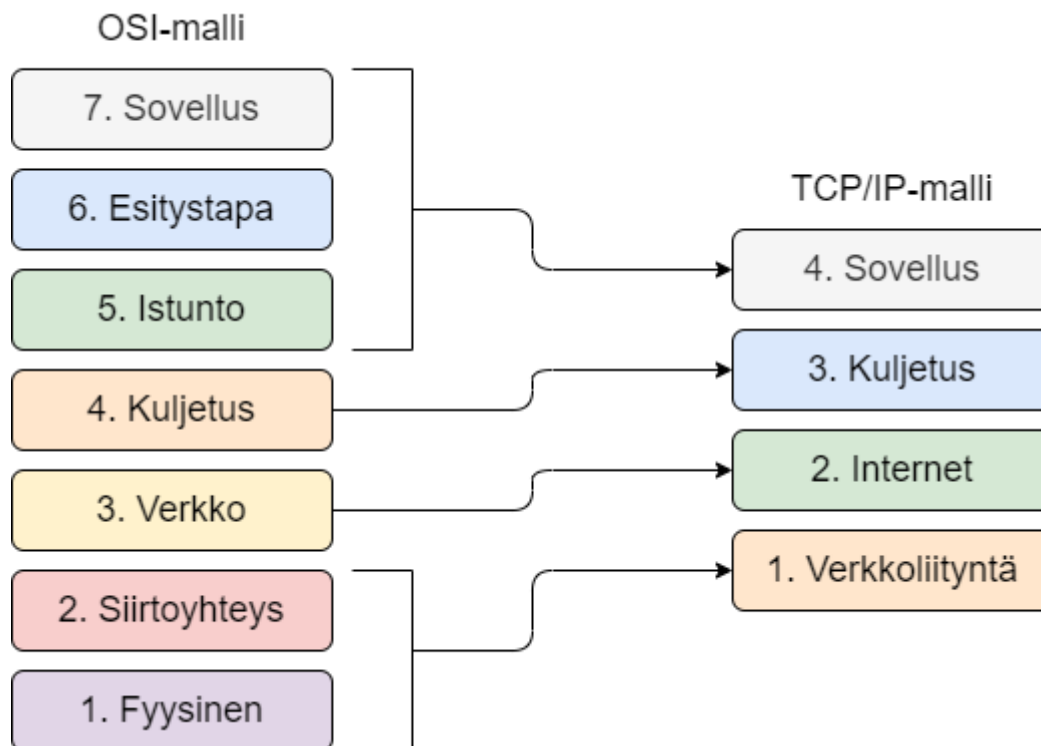 OSI-malli
7. Sovellus
6. Esitystapa
5. Istunto
4. Kuljetus
3. Verkko
2. Siirtoyhteys
1. Fyysinen
TCP/IP-malli
4. Sovellus
3. Kuljetus
2. Internet
1. Verkkoliityntä